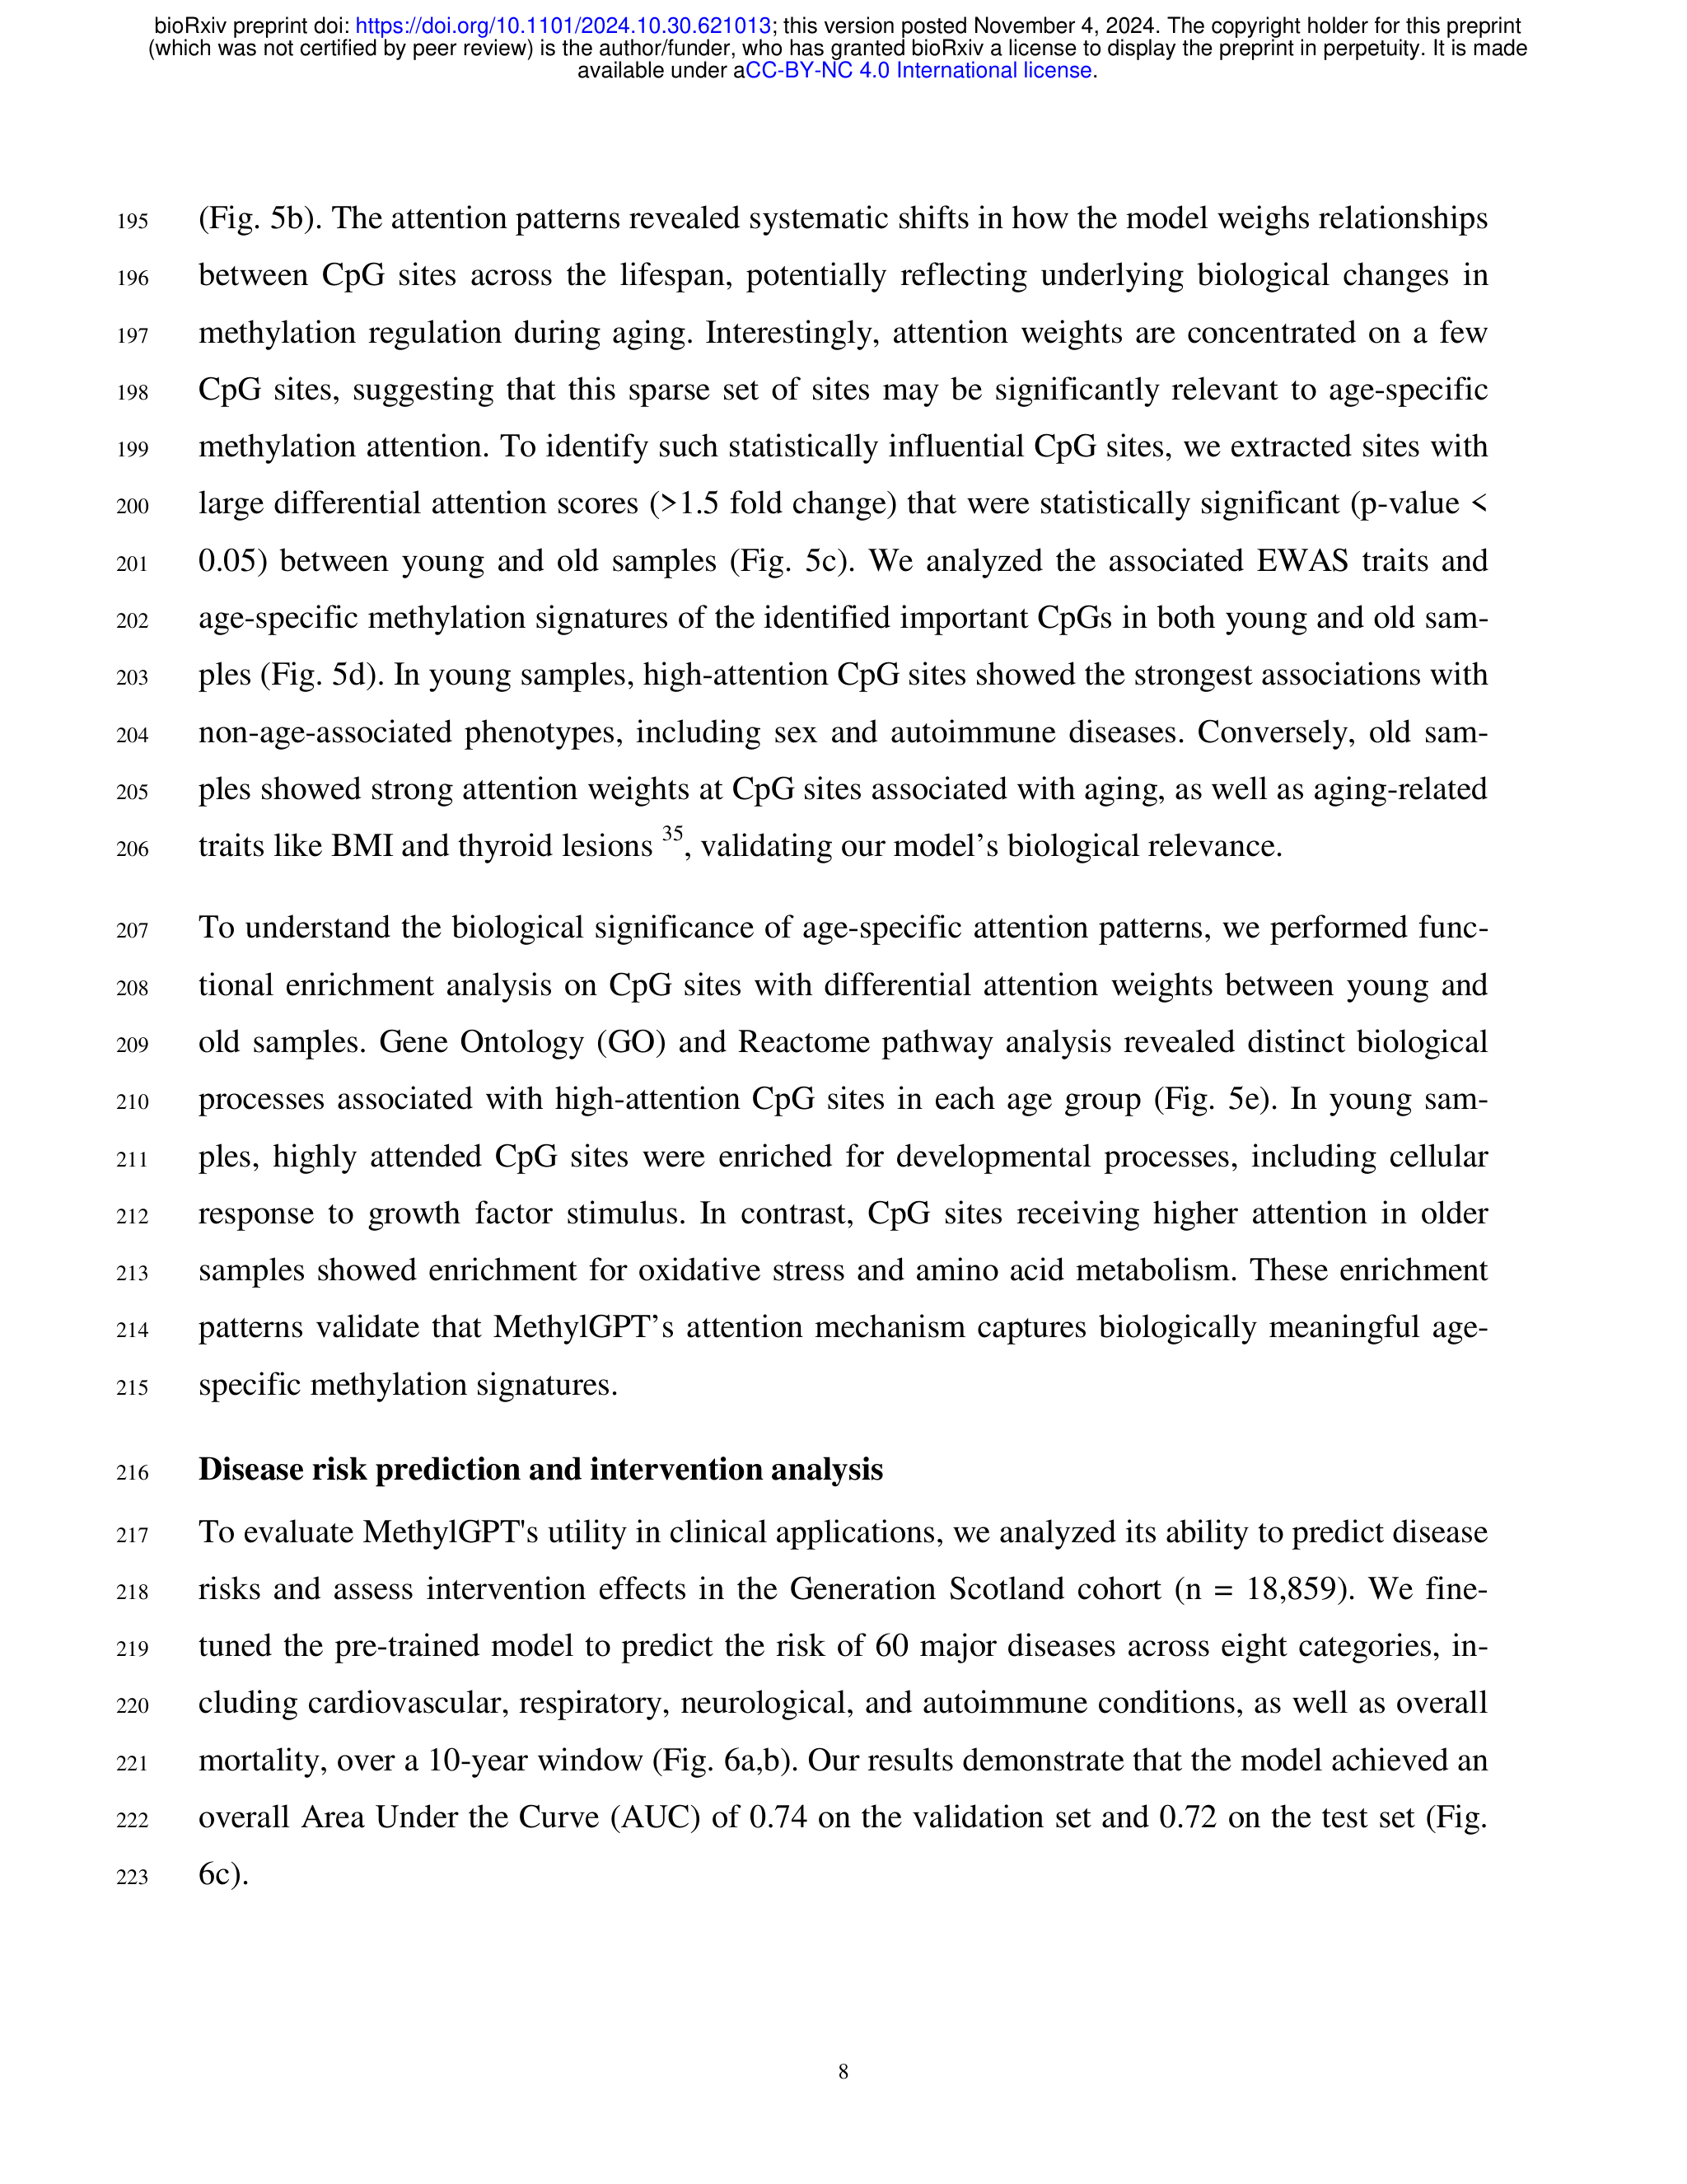 bioRxiv preprint doi: https://doi.org/10.1101/2024.10.30.621013; this version posted November 4, 2024. The copyright holder for this preprint
(which was not certified by peer review) is the author/funder, who has granted bioRxiv a license to display the preprint in perpetuity. It is made
available under aCC-BY-NC 4.0 International license.
195 (Fig. 5b). The attention patterns revealed systematic shifts in how the model weighs relationships
196 between CpG sites across the lifespan, potentially reflecting underlying biological changes in
197 methylation regulation during aging. Interestingly, attention weights are concentrated on a few
198 CpG sites, suggesting that this sparse set of sites may be significantly relevant to age-specific
199 methylation attention. To identify such statistically influential CpG sites, we extracted sites with
200 large differential attention scores (>1.5 fold change) that were statistically significant (p-value <
201 0.05) between young and old samples (Fig. 5c). We analyzed the associated EWAS traits and
202 age-specific methylation signatures of the identified important CpGs in both young and old sam-
203 ples (Fig. 5d). In young samples, high-attention CpG sites showed the strongest associations with
204 non-age-associated phenotypes, including sex and autoimmune diseases. Conversely, old sam-
205 ples showed strong attention weights at CpG sites associated with aging, as well as aging-related
206 traits like BMI and thyroid lesions 35, validating our model’s biological relevance.
207 To understand the biological significance of age-specific attention patterns, we performed func-
208 tional enrichment analysis on CpG sites with differential attention weights between young and
209 old samples. Gene Ontology (GO) and Reactome pathway analysis revealed distinct biological
210 processes associated with high-attention CpG sites in each age group (Fig. 5e). In young sam-
211 ples, highly attended CpG sites were enriched for developmental processes, including cellular
212 response to growth factor stimulus. In contrast, CpG sites receiving higher attention in older
213 samples showed enrichment for oxidative stress and amino acid metabolism. These enrichment
214 patterns validate that MethylGPT’s attention mechanism captures biologically meaningful age-
215 specific methylation signatures.
216 Disease risk prediction and intervention analysis
217 To evaluate MethylGPT's utility in clinical applications, we analyzed its ability to predict disease
218 risks and assess intervention effects in the Generation Scotland cohort (n = 18,859). We fine-
219 tuned the pre-trained model to predict the risk of 60 major diseases across eight categories, in-
220 cluding cardiovascular, respiratory, neurological, and autoimmune conditions, as well as overall
221 mortality, over a 10-year window (Fig. 6a,b). Our results demonstrate that the model achieved an
222 overall Area Under the Curve (AUC) of 0.74 on the validation set and 0.72 on the test set (Fig.
223 6c).
8